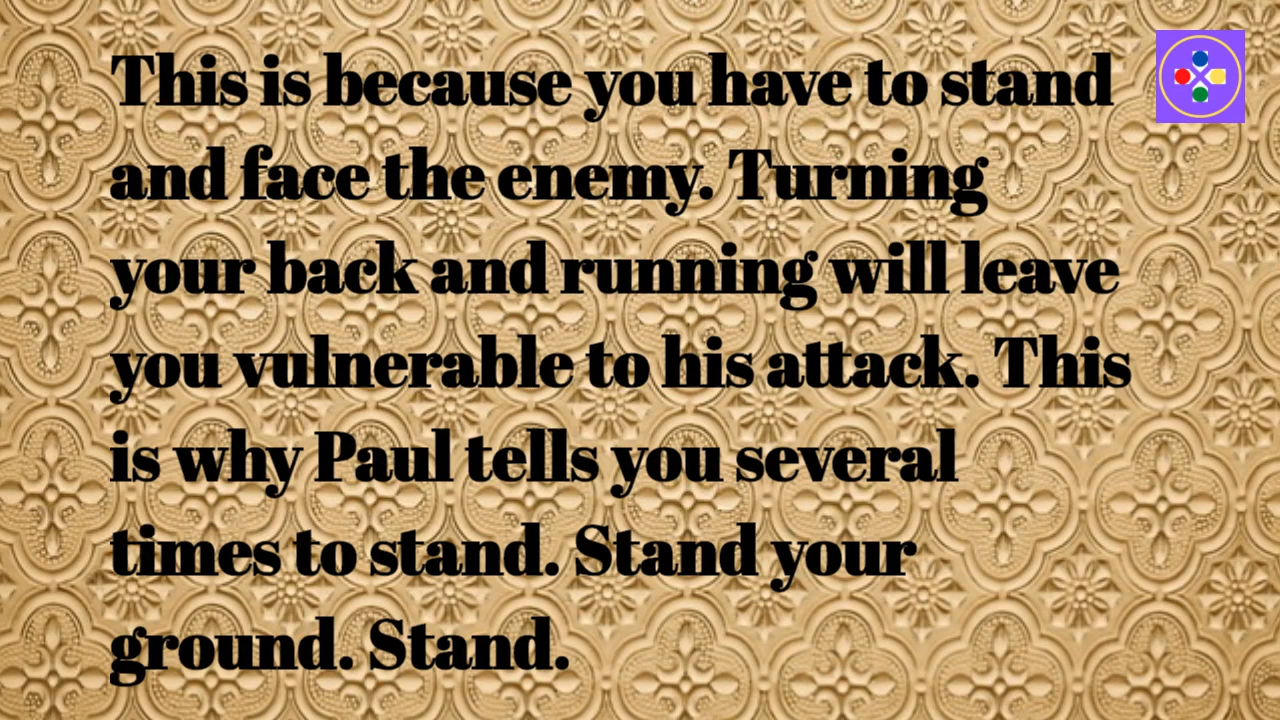 This is because you have to stand
and face the enemy. Turning
your back and running will leave
you vulnerable to his attack. This
is why Paul tells you several
times to stand. Stand your
ground. Stand.